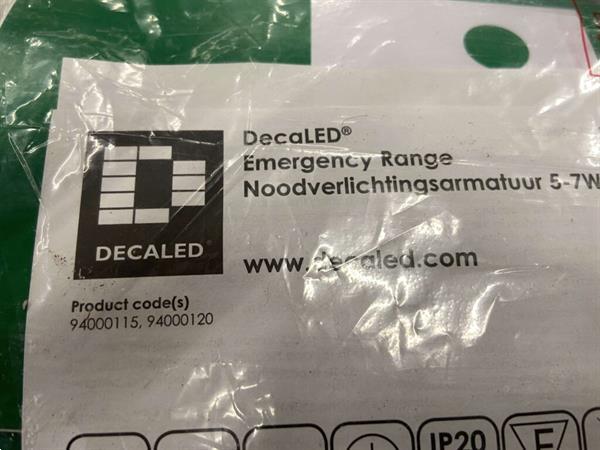 DecaLED®
Emergency Range
Noodverlichtingsarmatuur 5-7W
DECALED
www.decaled.com
Product code(s)
94000115, 94000120
IP20
F